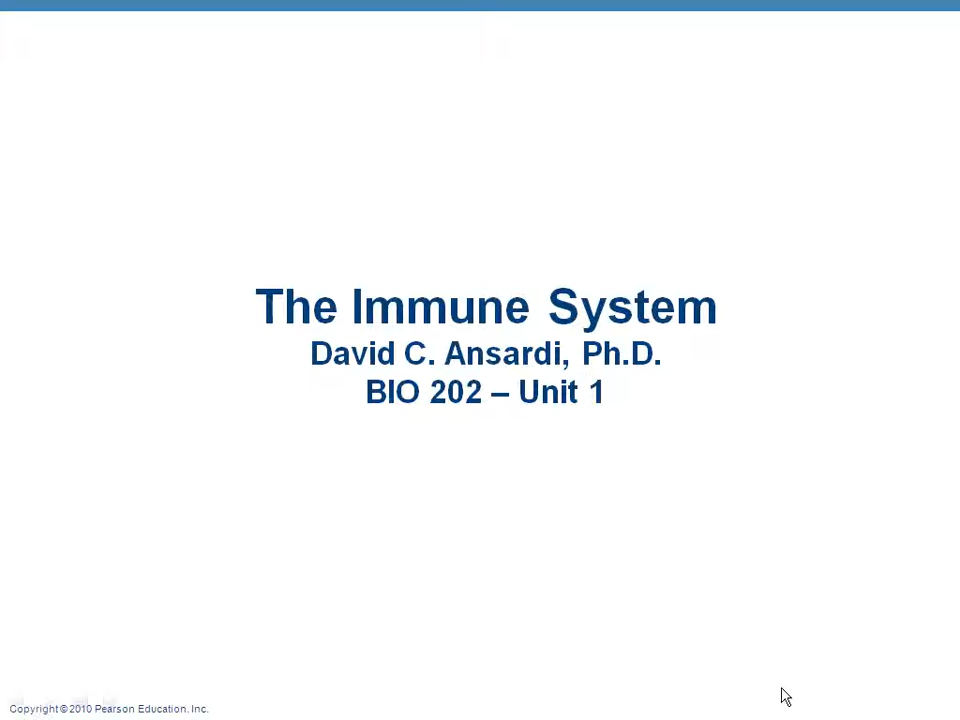 The Immune System
David C. Ansardi, Ph.D.
BIO 202 – Unit 1
Copyright © 2010 Pearson Education, Inc.